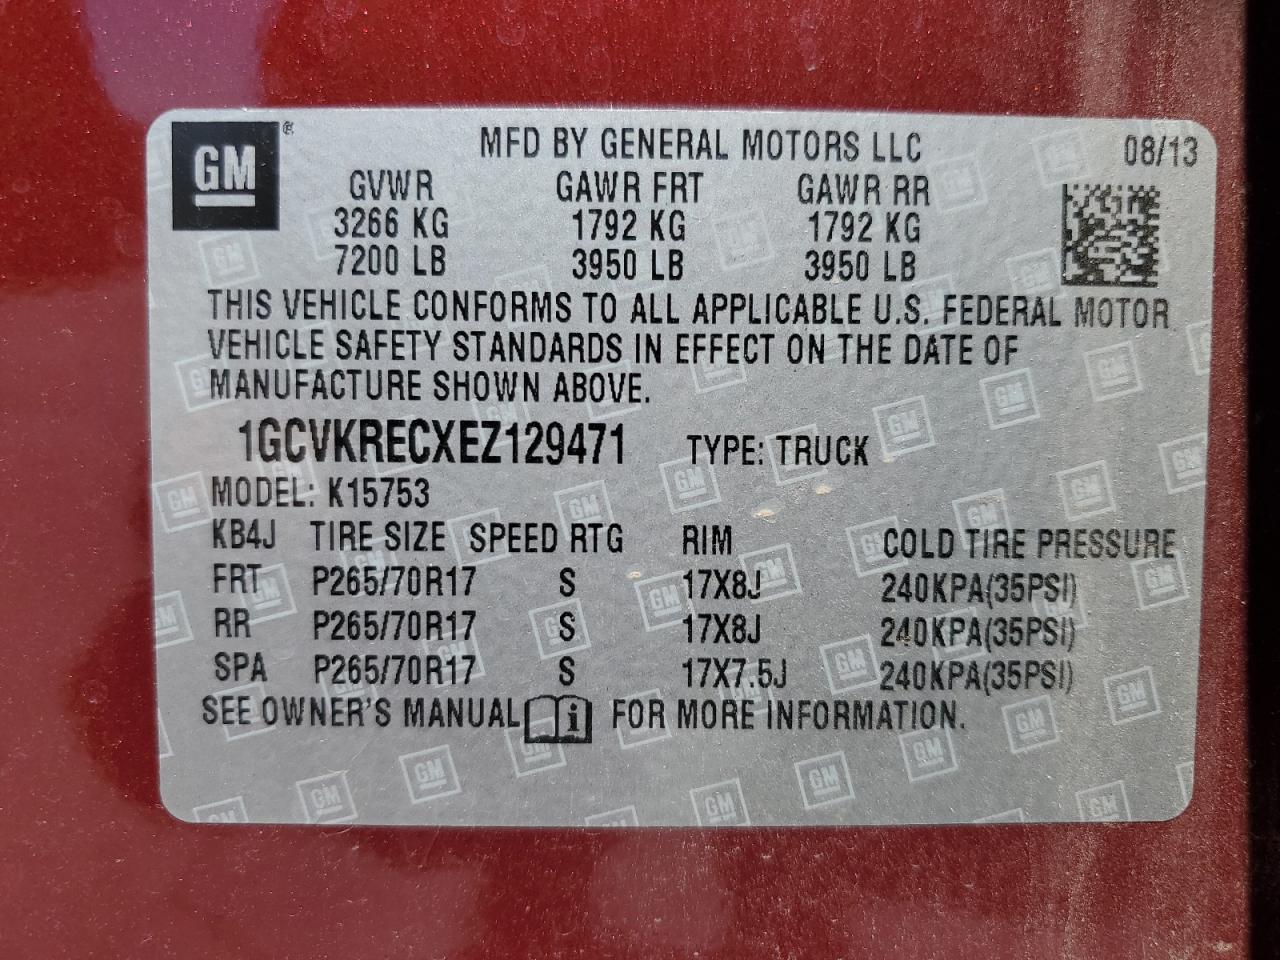 GM®
MFD BY GENERAL MOTORS LLC 08/13
GVWR GAWR FRT GAWR RR
3266 KG 1792 KG 1792 KG
7200 LB 3950 LB 3950 LB
THIS VEHICLE CONFORMS TO ALL APPLICABLE U.S. FEDERAL MOTOR
VEHICLE SAFETY STANDARDS IN EFFECT ON THE DATE OF
MANUFACTURE SHOWN ABOVE.
1GCVKRECXEZ129471 TYPE: TRUCK
MODEL: K15753
KB4J TIRE SIZE SPEED RTG RIM COLD TIRE PRESSURE
FRT P265/70R17 S 17X8J 240KPA(35PSI)
RR P265/70R17 S 17X8J 240KPA(35PSI)
SPA P265/70R17 S 17X7.5J 240KPA(35PSI)
SEE OWNER'S MANUAL i FOR MORE INFORMATION.